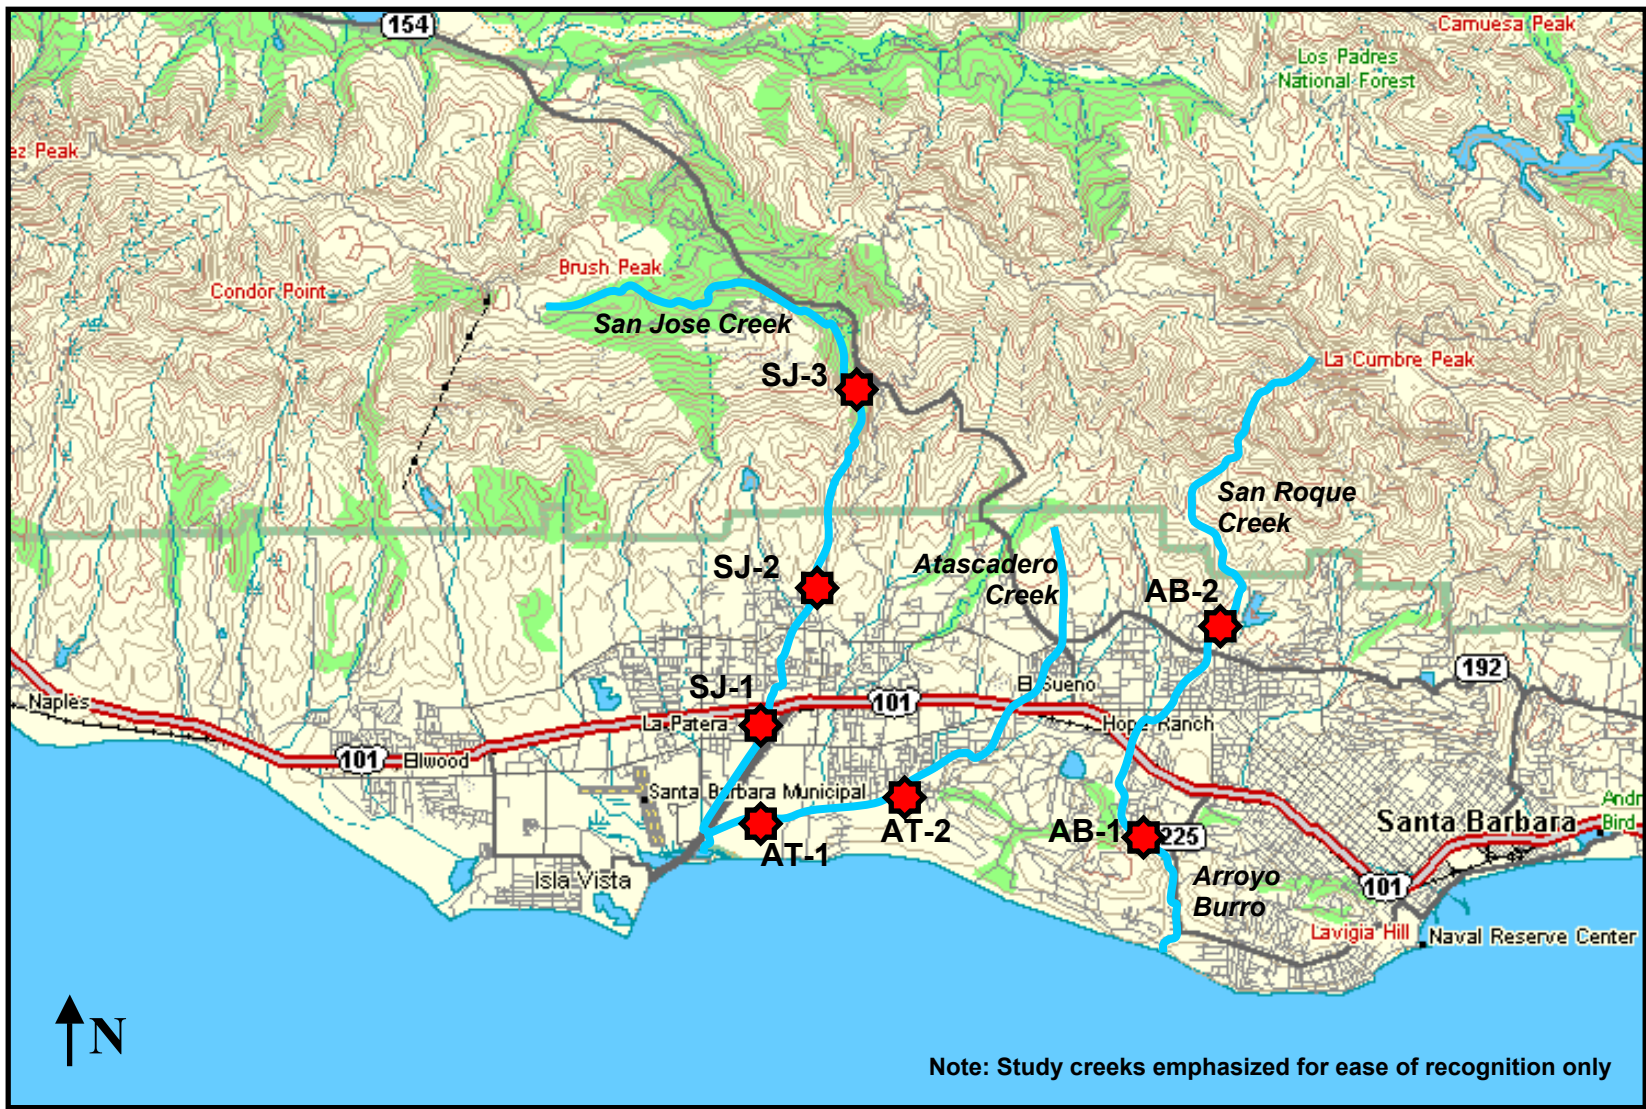 154
Camuesa Peak
Los Padres
National Forest
ez Peak
Brush Peak
Condor Point
San Jose Creek
SJ-3
La Cumbre Peak
San Roque
Creek
SJ-2
Atascadero
Creek
AB-2
192
SJ-1
El Sueno
Naples
101
La Patera
Hope Ranch
101
Ellwood
Santa Barbara Municipal
Andr
Santa Barbara
Bird
AT-2
AB-1
225
AT-1
Isla Vista
Arroyo
Burro
101
Lavigia Hill
Naval Reserve Center
N
Note: Study creeks emphasized for ease of recognition only